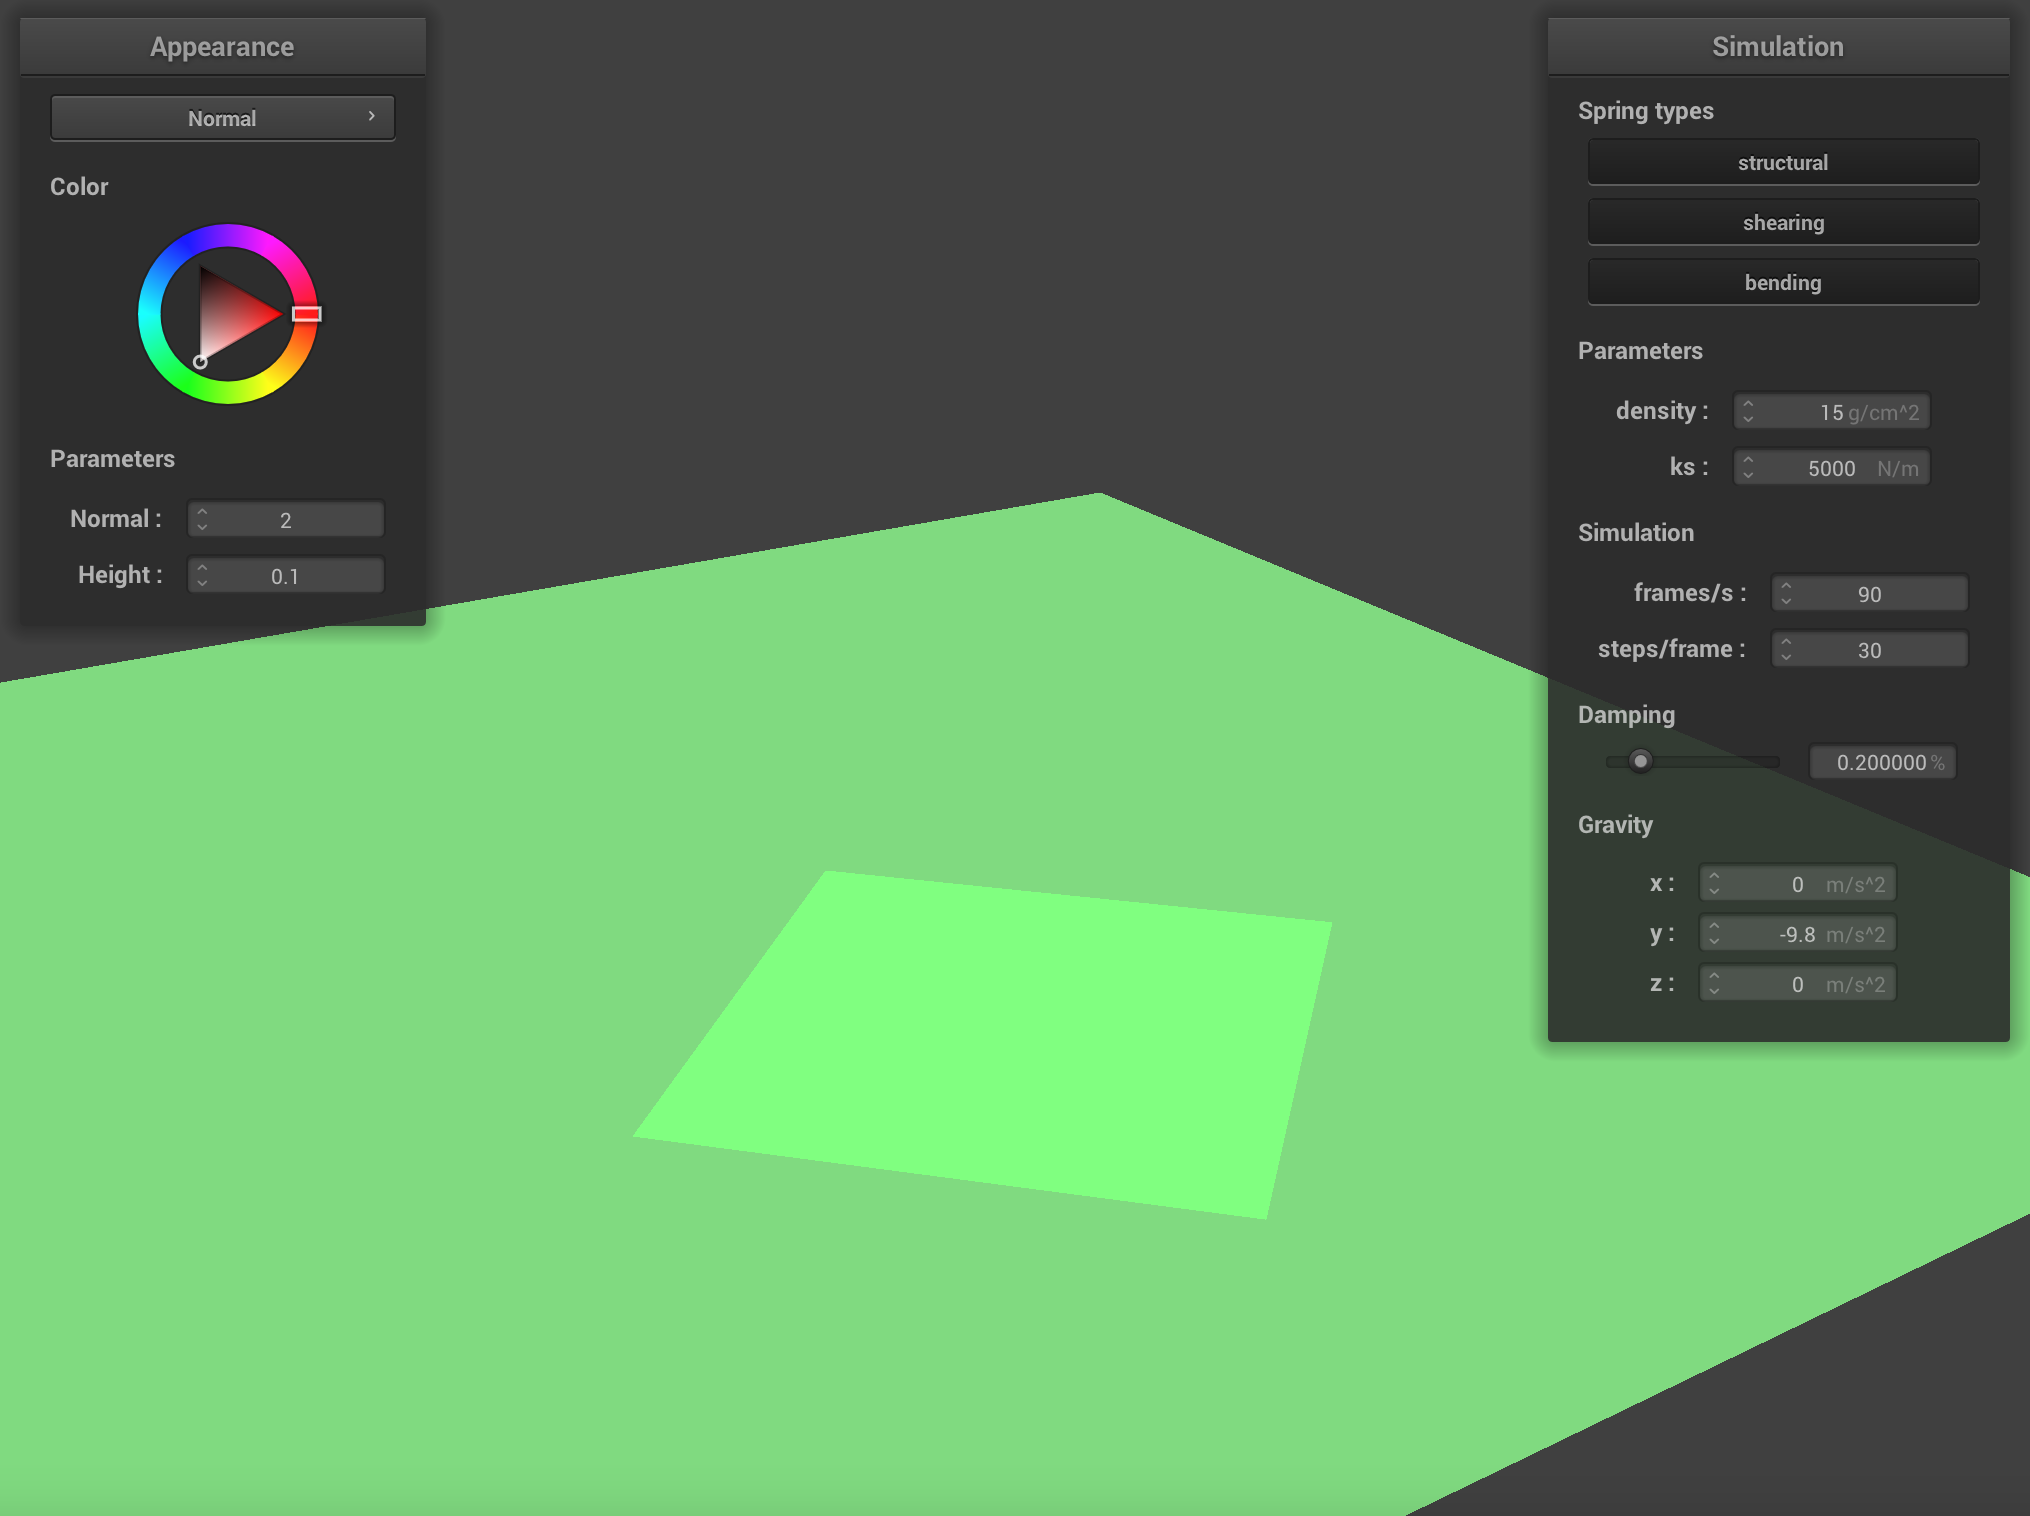 Appearance
Normal
Color
Parameters
Normal : 2
Height : 0.1
Simulation
Spring types
structural
shearing
bending
Parameters
density : 15 g/cm^2
ks : 5000 N/m
Simulation
frames/s : 90
steps/frame : 30
Damping
0.200000 %
Gravity
x : 0 m/s^2
y : -9.8 m/s^2
z : 0 m/s^2